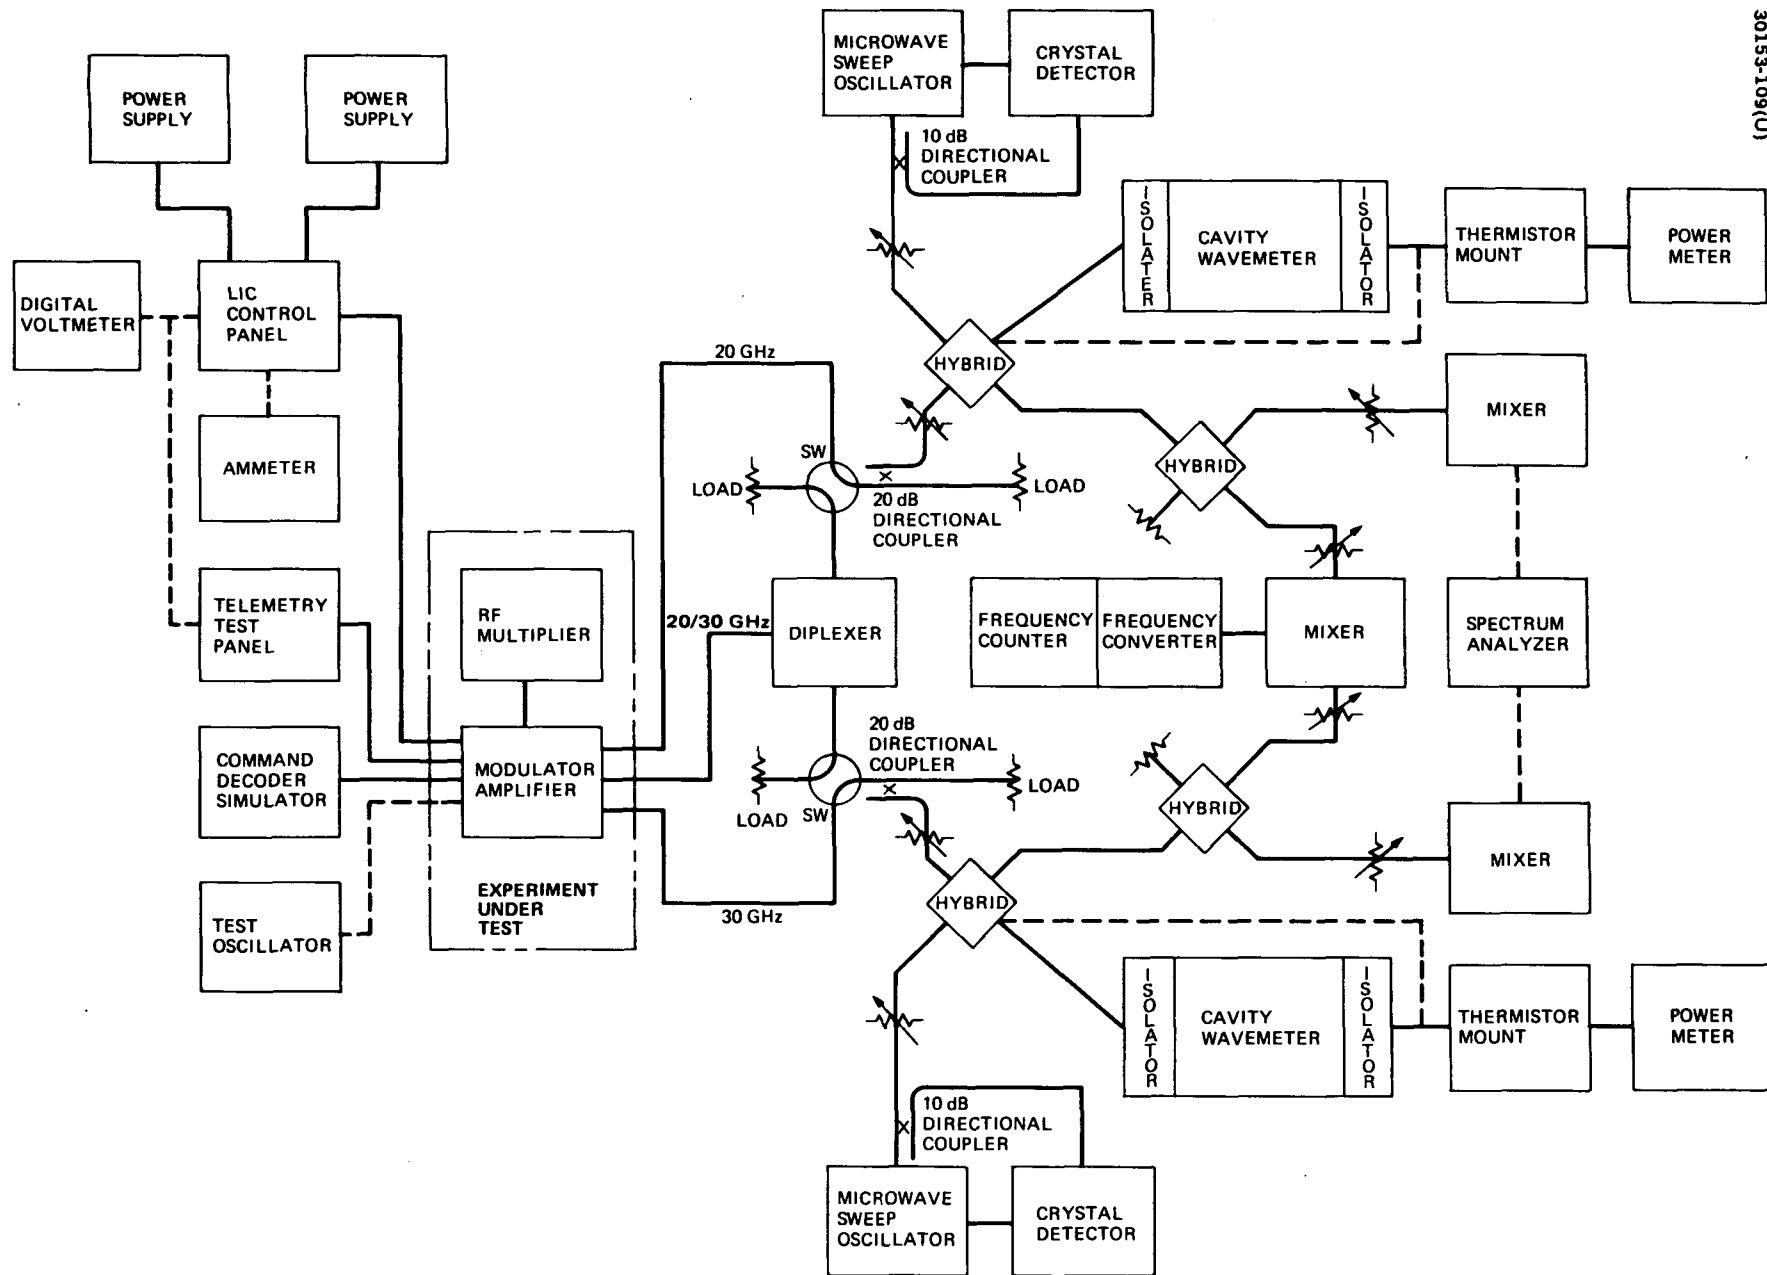 30153-109(U)
MICROWAVE
SWEEP
OSCILLATOR
CRYSTAL
DETECTOR
POWER
SUPPLY
POWER
SUPPLY
10 dB
DIRECTIONAL
COUPLER
ISOLATER
CAVITY
WAVEMETER
ISOLATOR
THERMISTOR
MOUNT
POWER
METER
DIGITAL
VOLTMETER
LIC
CONTROL
PANEL
20 GHz
HYBRID
MIXER
AMMETER
SW
LOAD
LOAD
20 dB
DIRECTIONAL
COUPLER
HYBRID
TELEMETRY
TEST
PANEL
RF
MULTIPLIER
20/30 GHz
DIPLEXER
FREQUENCY
COUNTER
FREQUENCY
CONVERTER
MIXER
SPECTRUM
ANALYZER
COMMAND
DECODER
SIMULATOR
MODULATOR
AMPLIFIER
20 dB
DIRECTIONAL
COUPLER
LOAD
SW
LOAD
HYBRID
MIXER
TEST
OSCILLATOR
EXPERIMENT
UNDER
TEST
30 GHz
HYBRID
ISOLATOR
CAVITY
WAVEMETER
ISOLATOR
THERMISTOR
MOUNT
POWER
METER
10 dB
DIRECTIONAL
COUPLER
MICROWAVE
SWEEP
OSCILLATOR
CRYSTAL
DETECTOR